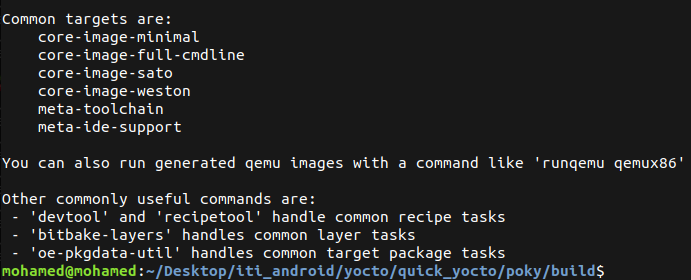 Common targets are:
    core-image-minimal
    core-image-full-cmdline
    core-image-sato
    core-image-weston
    meta-toolchain
    meta-ide-support
You can also run generated qemu images with a command like 'runqemu qemux86'
Other commonly useful commands are:
 - 'devtool' and 'recipetool' handle common recipe tasks
 - 'bitbake-layers' handles common layer tasks
 - 'oe-pkgdata-util' handles common target package tasks
mohamed@mohamed:~/Desktop/iti_android/yocto/quick_yocto/poky/build$